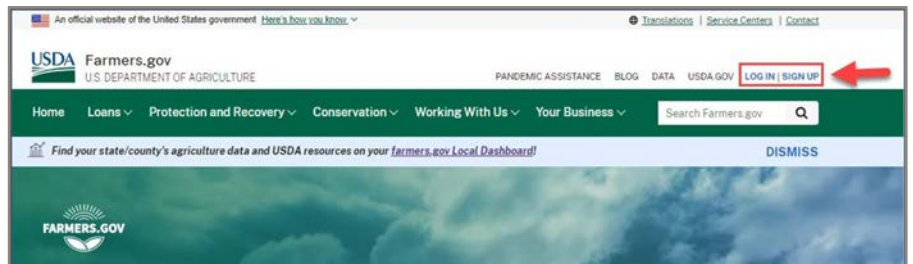 An official website of the United States government Here's how you know
Translations | Service Centers | Contact
USDA Farmers.gov
U.S. DEPARTMENT OF AGRICULTURE
PANDEMIC ASSISTANCE BLOG DATA USDA.GOV LOG IN | SIGN UP
Home Loans Protection and Recovery Conservation Working With Us Your Business Search Farmers.gov
Find your state/county's agriculture data and USDA resources on your farmers.gov Local Dashboard! DISMISS
FARMERS.GOV